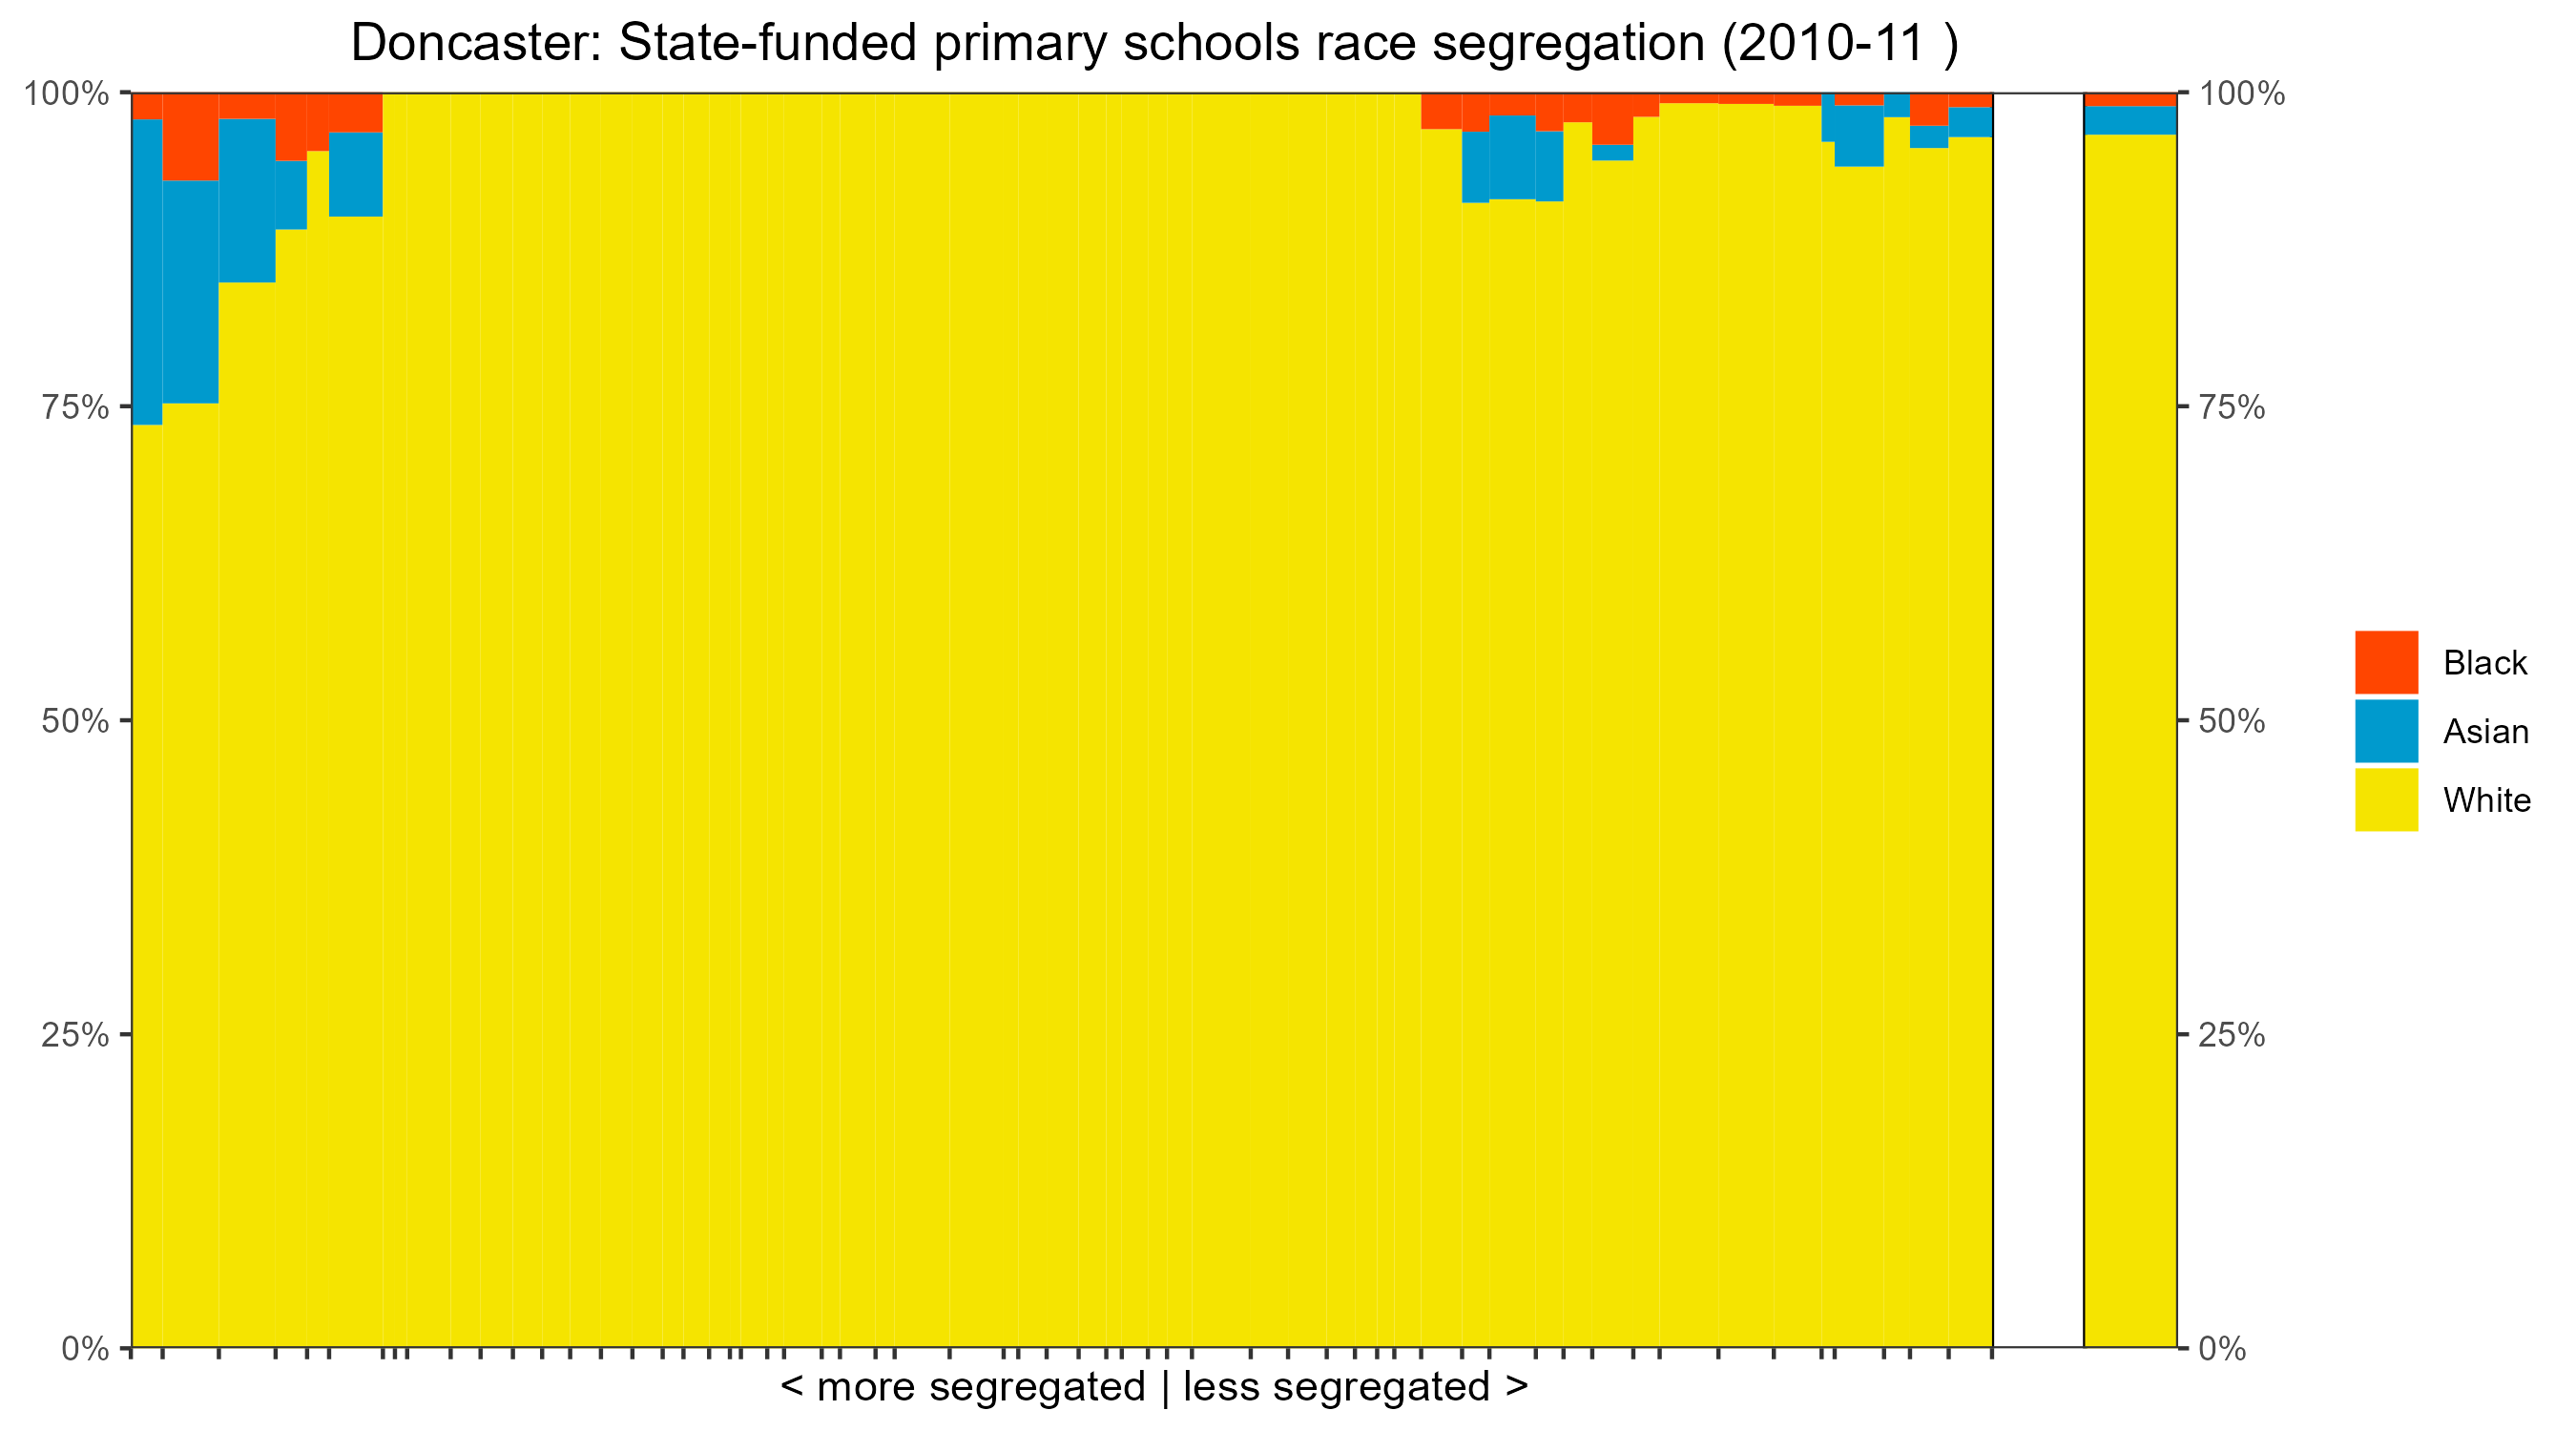 Doncaster: State-funded primary schools race segregation (2010-11 )
100%
75%
50%
25%
0%
100%
75%
50%
25%
0%
< more segregated | less segregated >
Black
Asian
White